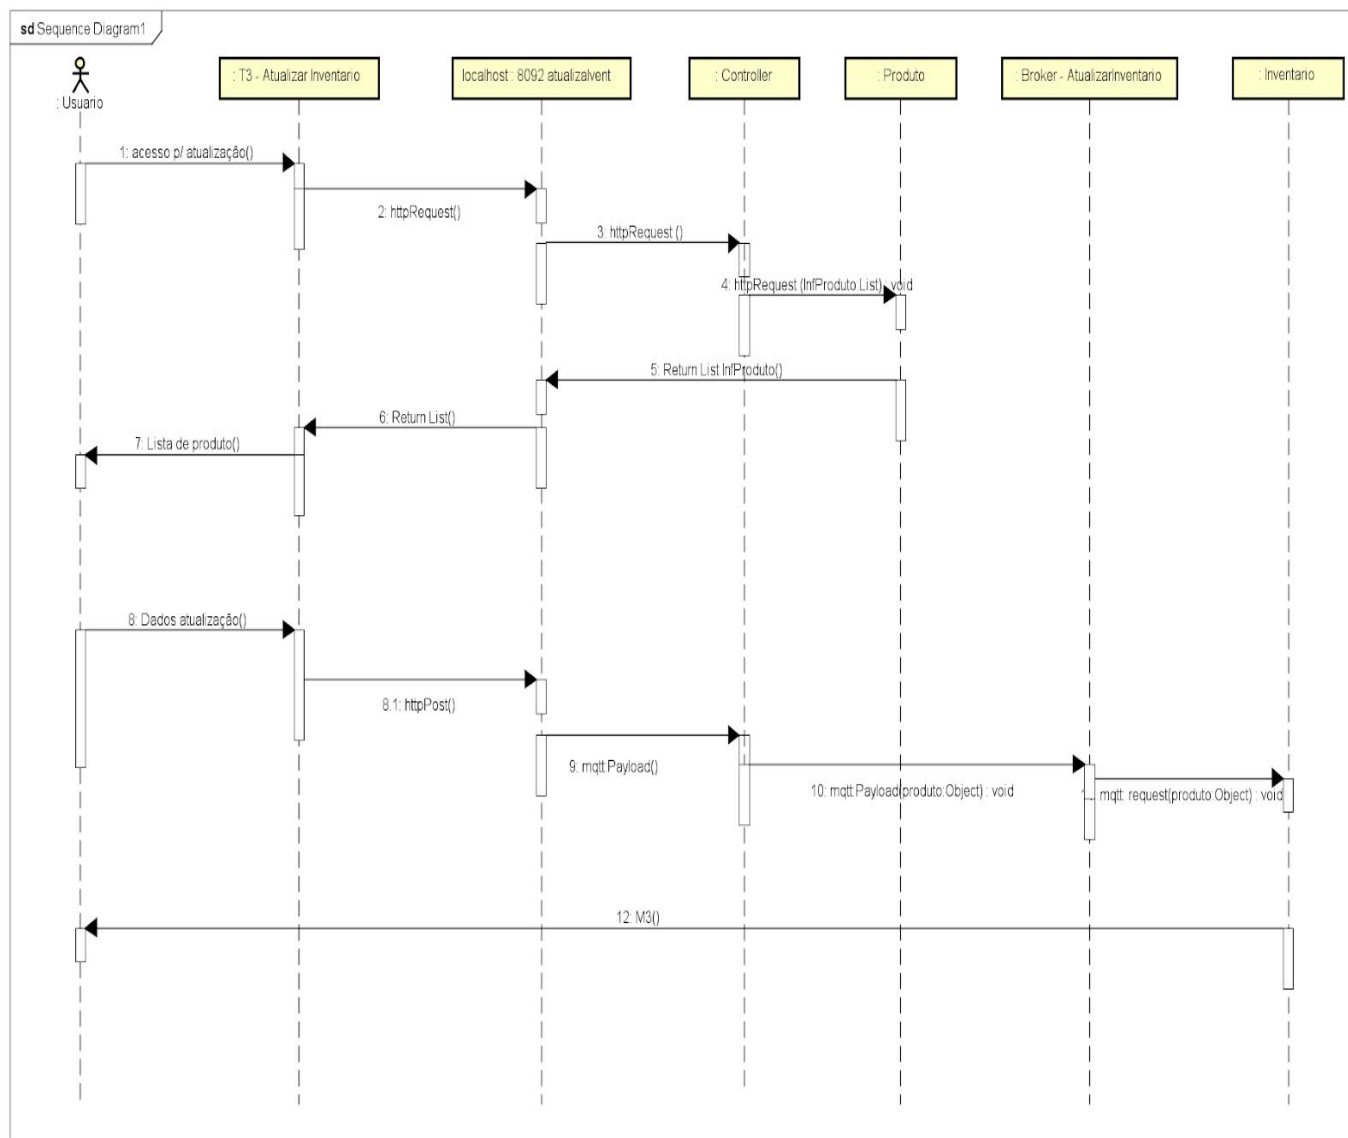 sd Sequence Diagram1
: Usuario
: T3 - Atualizar Inventario
localhost : 8092 atualizaIvent
: Controller
: Produto
: Broker - AtualizarInventario
: Inventario
1: acesso p/ atualização()
2: httpRequest()
3: httpRequest ()
4: httpRequest (InfProduto:List) : void
5: Return List InfProduto()
6: Return List()
7: Lista de produto()
8: Dados atualização()
8.1: httpPost()
9: mqtt Payload()
10: mqtt Payload(produto:Object) : void
mqtt: request(produto:Object) : void
12: M3()